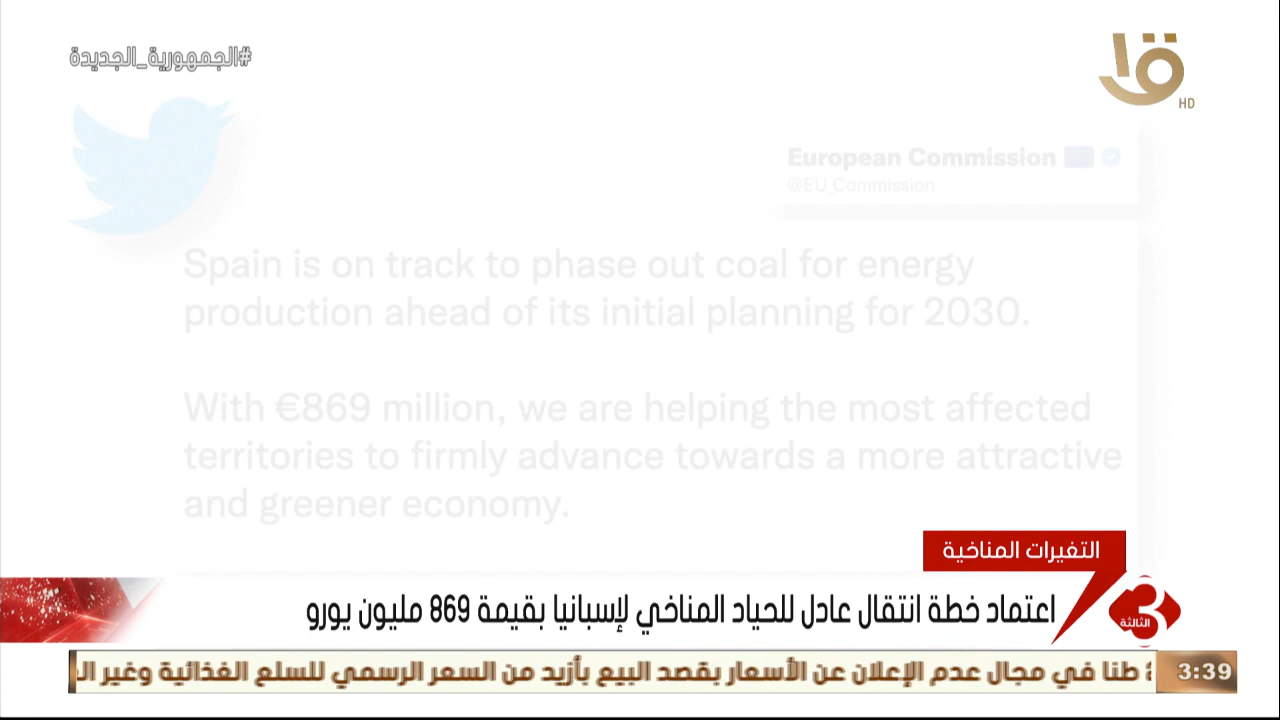 #الجمهورية_الجديدة
HD
European Commission
@EU_Commission
Spain is on track to phase out coal for energy
production ahead of its initial planning for 2030.
With €869 million, we are helping the most affected
territories to firmly advance towards a more attractive
and greener economy.
التغيرات المناخية
اعتماد خطة انتقال عادل للحياد المناخي لإسبانيا بقيمة 869 مليون يورو
3
الثالثة
طنا في مجال عدم الإعلان عن الأسعار بقصد البيع بأزيد من السعر الرسمي للسلع الغذائية وغير ال
3:39